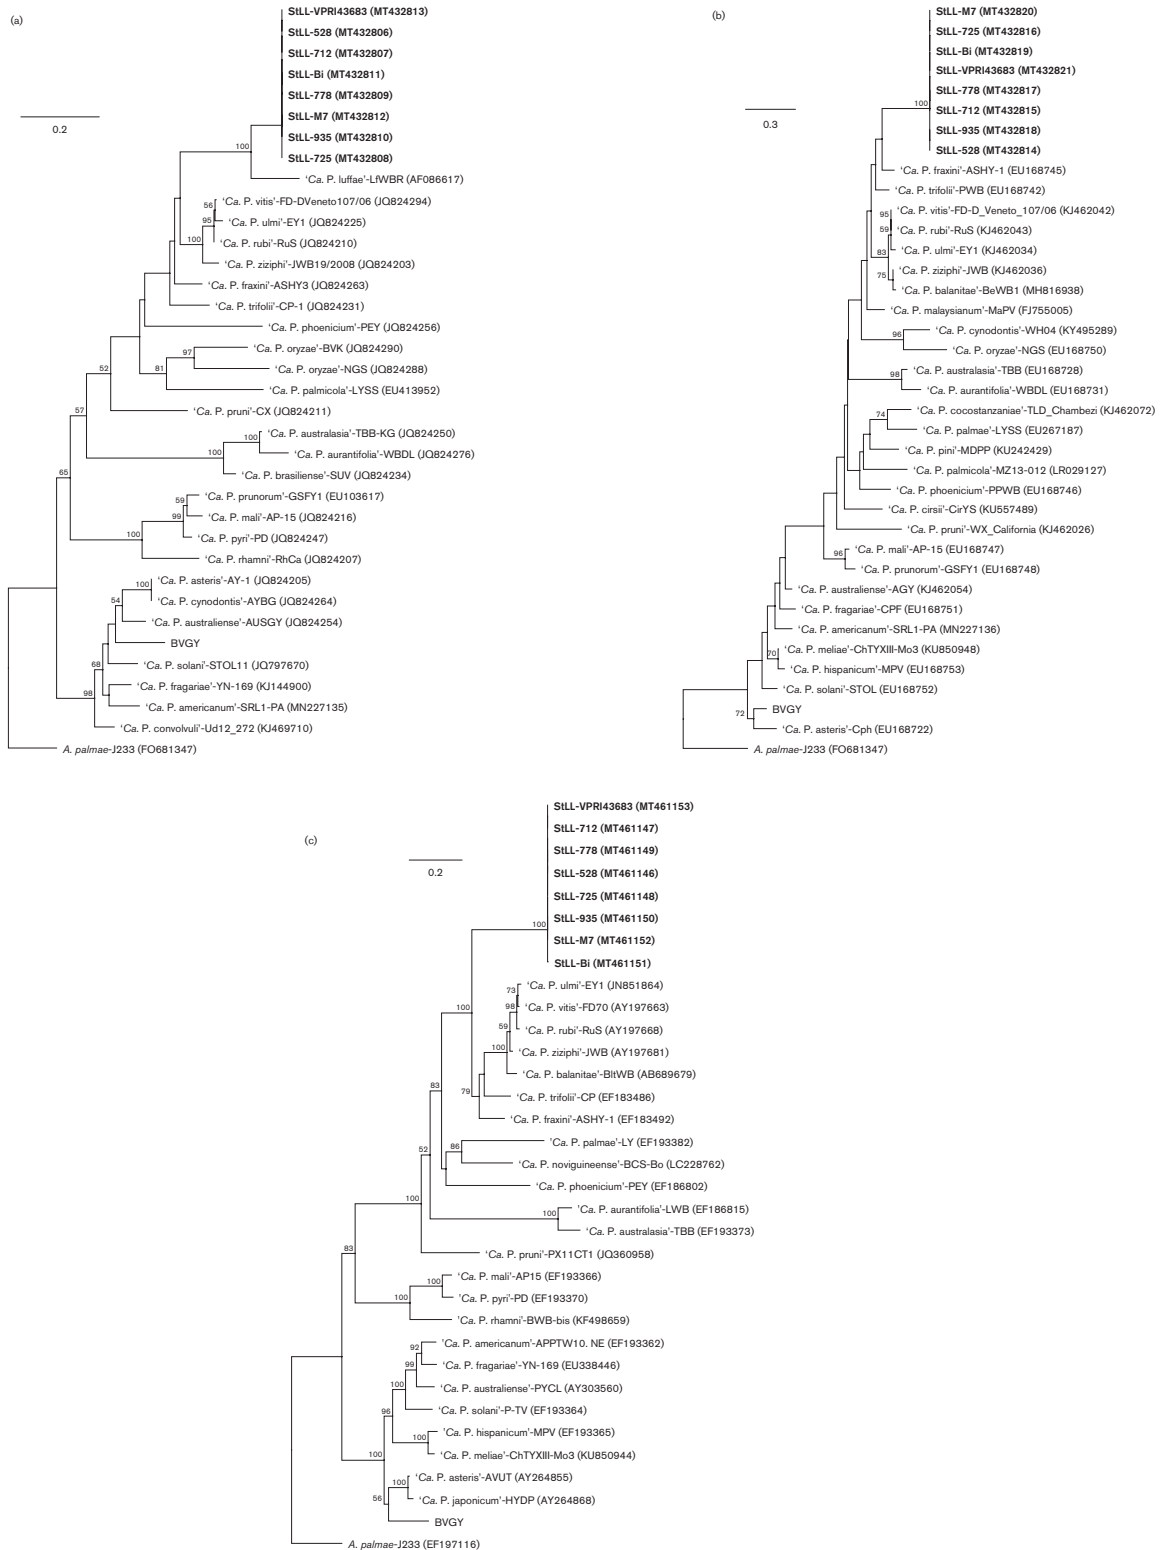 (a)
StLL-VPRI43683 (MT432813)
StLL-528 (MT432806)
StLL-712 (MT432807)
StLL-Bi (MT432811)
StLL-778 (MT432809)
StLL-M7 (MT432812)
StLL-935 (MT432810)
StLL-725 (MT432808)
0.2
100
'Ca. P. luffae'-LfWBR (AF086617)
'Ca. P. vitis'-FD-DVeneto107/06 (JQ824294)
56
'Ca. P. ulmi'-EY1 (JQ824225)
95
'Ca. P. rubi'-RuS (JQ824210)
100
'Ca. P. ziziphi'-JWB19/2008 (JQ824203)
'Ca. P. fraxini'-ASHY3 (JQ824263)
'Ca. P. trifolii'-CP-1 (JQ824231)
'Ca. P. phoenicium'-PEY (JQ824256)
'Ca. P. oryzae'-BVK (JQ824290)
97
'Ca. P. oryzae'-NGS (JQ824288)
52
81
'Ca. P. palmicola'-LYSS (EU413952)
'Ca. P. pruni'-CX (JQ824211)
57
'Ca. P. australasia'-TBB-KG (JQ824250)
100
'Ca. P. aurantifolia'-WBDL (JQ824276)
100
'Ca. P. brasiliense'-SUV (JQ824234)
65
'Ca. P. prunorum'-GSFY1 (EU103617)
59
'Ca. P. mali'-AP-15 (JQ824216)
99
'Ca. P. pyri'-PD (JQ824247)
100
'Ca. P. rhamni'-RhCa (JQ824207)
'Ca. P. asteris'-AY-1 (JQ824205)
100
'Ca. P. cynodontis'-AYBG (JQ824264)
54
'Ca. P. australiense'-AUSGY (JQ824254)
BVGY
'Ca. P. solani'-STOL11 (JQ797670)
68
'Ca. P. fragariae'-YN-169 (KJ144900)
98
'Ca. P. americanum'-SRL1-PA (MN227135)
'Ca. P. convolvuli'-Ud12_272 (KJ469710)
A. palmae-J233 (FO681347)
(b)
StLL-M7 (MT432820)
StLL-725 (MT432816)
StLL-Bi (MT432819)
StLL-VPRI43683 (MT432821)
StLL-778 (MT432817)
StLL-712 (MT432815)
StLL-935 (MT432818)
StLL-528 (MT432814)
0.3
100
'Ca. P. fraxini'-ASHY-1 (EU168745)
'Ca. P. trifolii'-PWB (EU168742)
'Ca. P. vitis'-FD-D_Veneto_107/06 (KJ462042)
95
'Ca. P. rubi'-RuS (KJ462043)
59
'Ca. P. ulmi'-EY1 (KJ462034)
83
'Ca. P. ziziphi'-JWB (KJ462036)
75
'Ca. P. balanitae'-BeWB1 (MH816938)
'Ca. P. malaysianum'-MaPV (FJ755005)
'Ca. P. cynodontis'-WH04 (KY495289)
96
'Ca. P. oryzae'-NGS (EU168750)
'Ca. P. australasia'-TBB (EU168728)
98
'Ca. P. aurantifolia'-WBDL (EU168731)
'Ca. P. cocostanzaniae'-TLD_Chambezi (KJ462072)
74
'Ca. P. palmae'-LYSS (EU267187)
'Ca. P. pini'-MDPP (KU242429)
'Ca. P. palmicola'-MZ13-012 (LR029127)
'Ca. P. phoenicium'-PPWB (EU168746)
'Ca. P. cirsii'-CirYS (KU557489)
'Ca. P. pruni'-WX_California (KJ462026)
'Ca. P. mali'-AP-15 (EU168747)
96
'Ca. P. prunorum'-GSFY1 (EU168748)
'Ca. P. australiense'-AGY (KJ462054)
'Ca. P. fragariae'-CPF (EU168751)
'Ca. P. americanum'-SRL1-PA (MN227136)
'Ca. P. meliae'-ChTYXIII-Mo3 (KU850948)
70
'Ca. P. hispanicum'-MPV (EU168753)
'Ca. P. solani'-STOL (EU168752)
BVGY
72
'Ca. P. asteris'-Cph (EU168722)
A. palmae-J233 (FO681347)
(c)
StLL-VPRI43683 (MT461153)
StLL-712 (MT461147)
StLL-778 (MT461149)
StLL-528 (MT461146)
StLL-725 (MT461148)
StLL-935 (MT461150)
StLL-M7 (MT461152)
StLL-Bi (MT461151)
0.2
100
'Ca. P. ulmi'-EY1 (JN851864)
73
'Ca. P. vitis'-FD70 (AY197663)
98
100
'Ca. P. rubi'-RuS (AY197668)
59
'Ca. P. ziziphi'-JWB (AY197681)
100
'Ca. P. balanitae'-BltWB (AB689679)
83
79
'Ca. P. trifolii'-CP (EF183486)
'Ca. P. fraxini'-ASHY-1 (EF183492)
'Ca. P. palmae'-LY (EF193382)
86
52
'Ca. P. noviguineense'-BCS-Bo (LC228762)
'Ca. P. phoenicium'-PEY (EF186802)
100
'Ca. P. aurantifolia'-LWB (EF186815)
100
'Ca. P. australasia'-TBB (EF193373)
83
'Ca. P. pruni'-PX11CT1 (JQ360958)
'Ca. P. mali'-AP15 (EF193366)
100
'Ca. P. pyri'-PD (EF193370)
100
'Ca. P. rhamni'-BWB-bis (KF498659)
'Ca. P. americanum'-APPTW10. NE (EF193362)
92
'Ca. P. fragariae'-YN-169 (EU338446)
99
'Ca. P. australiense'-PYCL (AY303560)
100
'Ca. P. solani'-P-TV (EF193364)
96
'Ca. P. hispanicum'-MPV (EF193365)
100
'Ca. P. meliae'-ChTYXIII-Mo3 (KU850944)
100
'Ca. P. asteris'-AVUT (AY264855)
100
'Ca. P. japonicum'-HYDP (AY264868)
56
BVGY
A. palmae-J233 (EF197116)